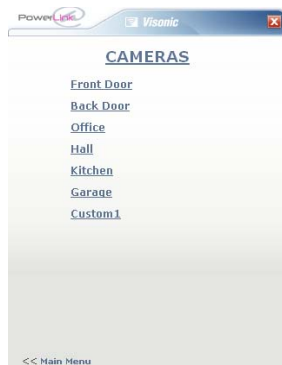 PowerLink Visonic
CAMERAS
Front Door
Back Door
Office
Hall
Kitchen
Garage
Custom1
<< Main Menu